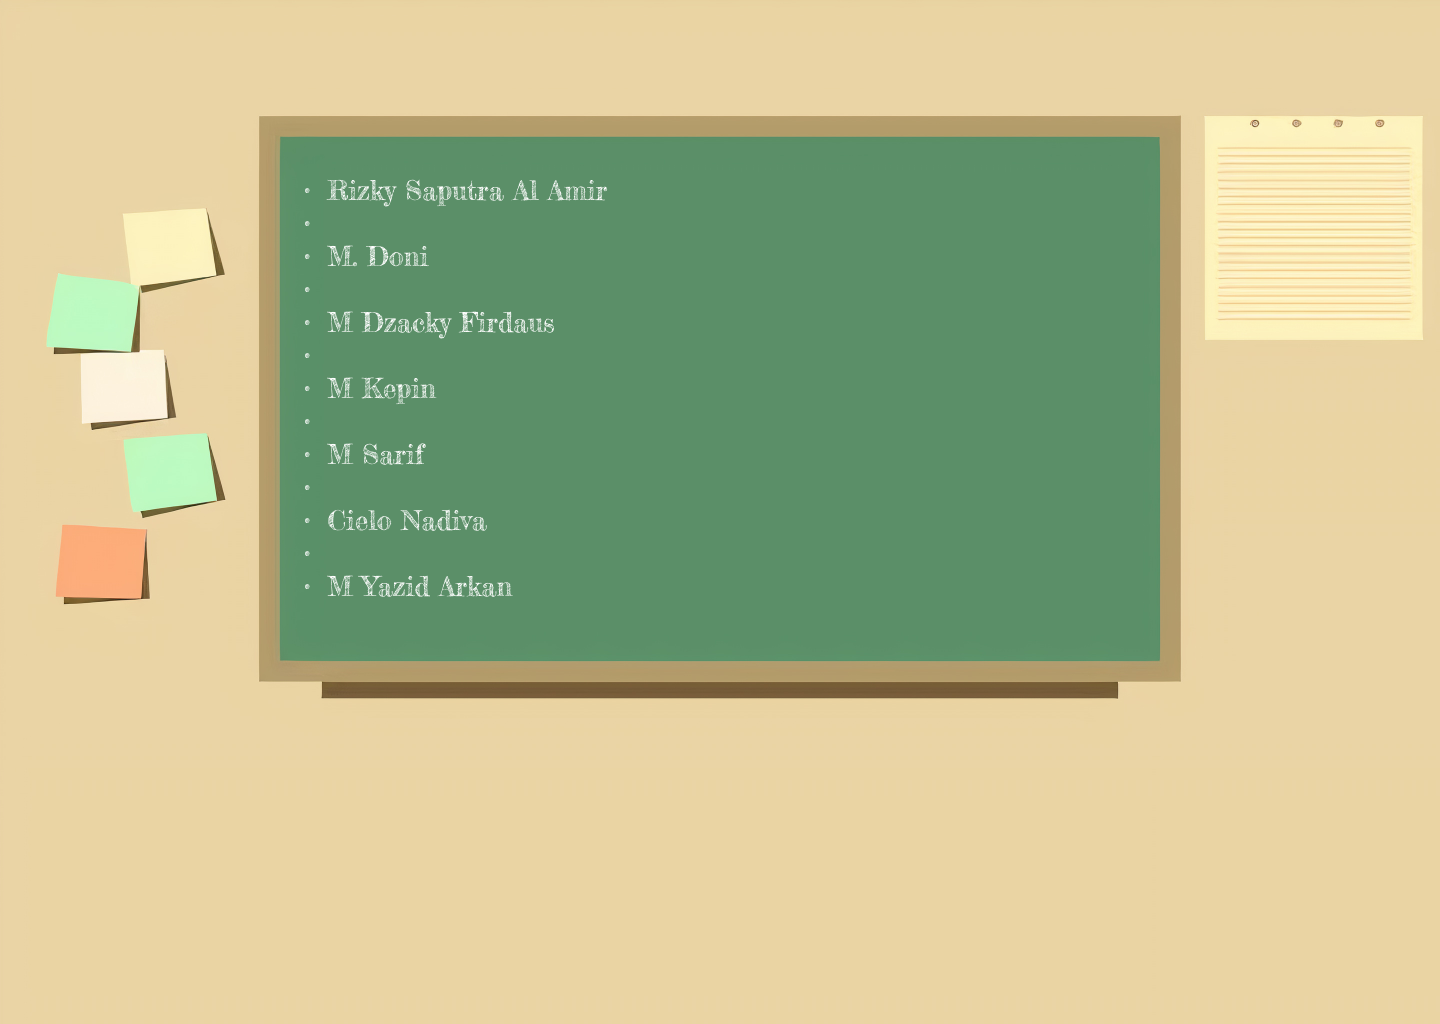 • Rizky Saputra Al Amir
•
• M. Doni
•
• M Dzacky Firdaus
•
• M Kepin
•
• M Sarif
•
• Cielo Nadiva
•
• M Yazid Arkan